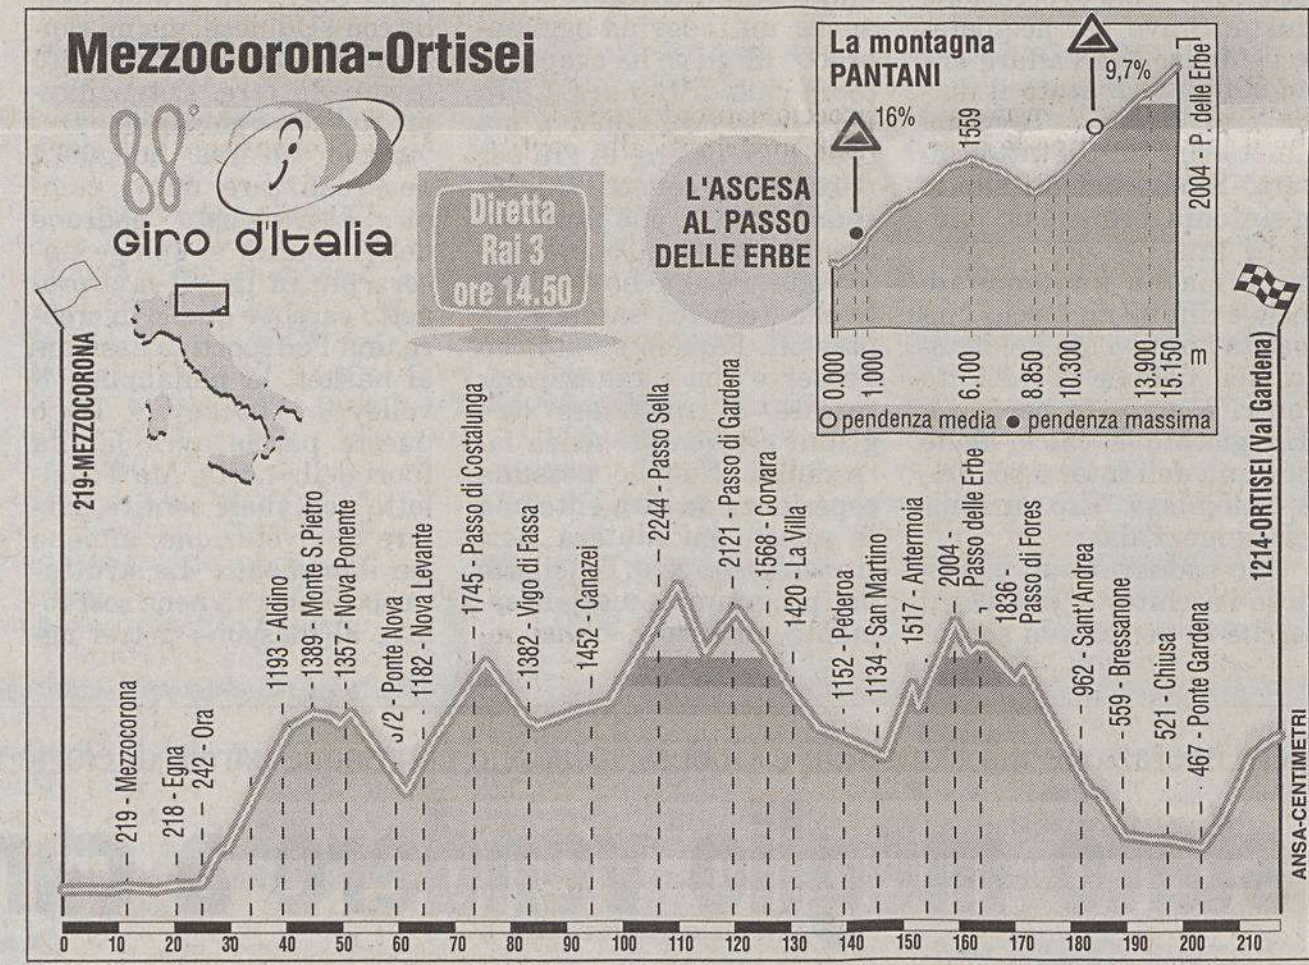 Mezzocorona-Ortisei
88°
Giro d'Italia
Diretta
Rai 3
ore 14.50
L'ASCESA
AL PASSO
DELLE ERBE
La montagna
PANTANI
16%
1559
9,7%
2004 - P. delle Erbe
0.000
1.000
6.100
8.850
10.300
13.900
15.150
m
pendenza media
pendenza massima
219-MEZZOCORONA
219 - Mezzocorona
218 - Egna
242 - Ora
1193 - Aldino
1389 - Monte S.Pietro
1357 - Nova Ponente
572 - Ponte Nova
1182 - Nova Levante
1745 - Passo di Costalunga
1382 - Vigo di Fassa
1452 - Canazei
2244 - Passo Sella
2121 - Passo di Gardena
1568 - Corvara
1420 - La Villa
1152 - Pederoa
1134 - San Martino
1517 - Antermoia
2004 -
Passo delle Erbe
1836 -
Passo di Fores
962 - Sant'Andrea
559 - Bressanone
521 - Chiusa
467 - Ponte Gardena
1214-ORTISEI (Val Gardena)
ANSA-CENTIMETRI
0 10 20 30 40 50 60 70 80 90 100 110 120 130 140 150 160 170 180 190 200 210